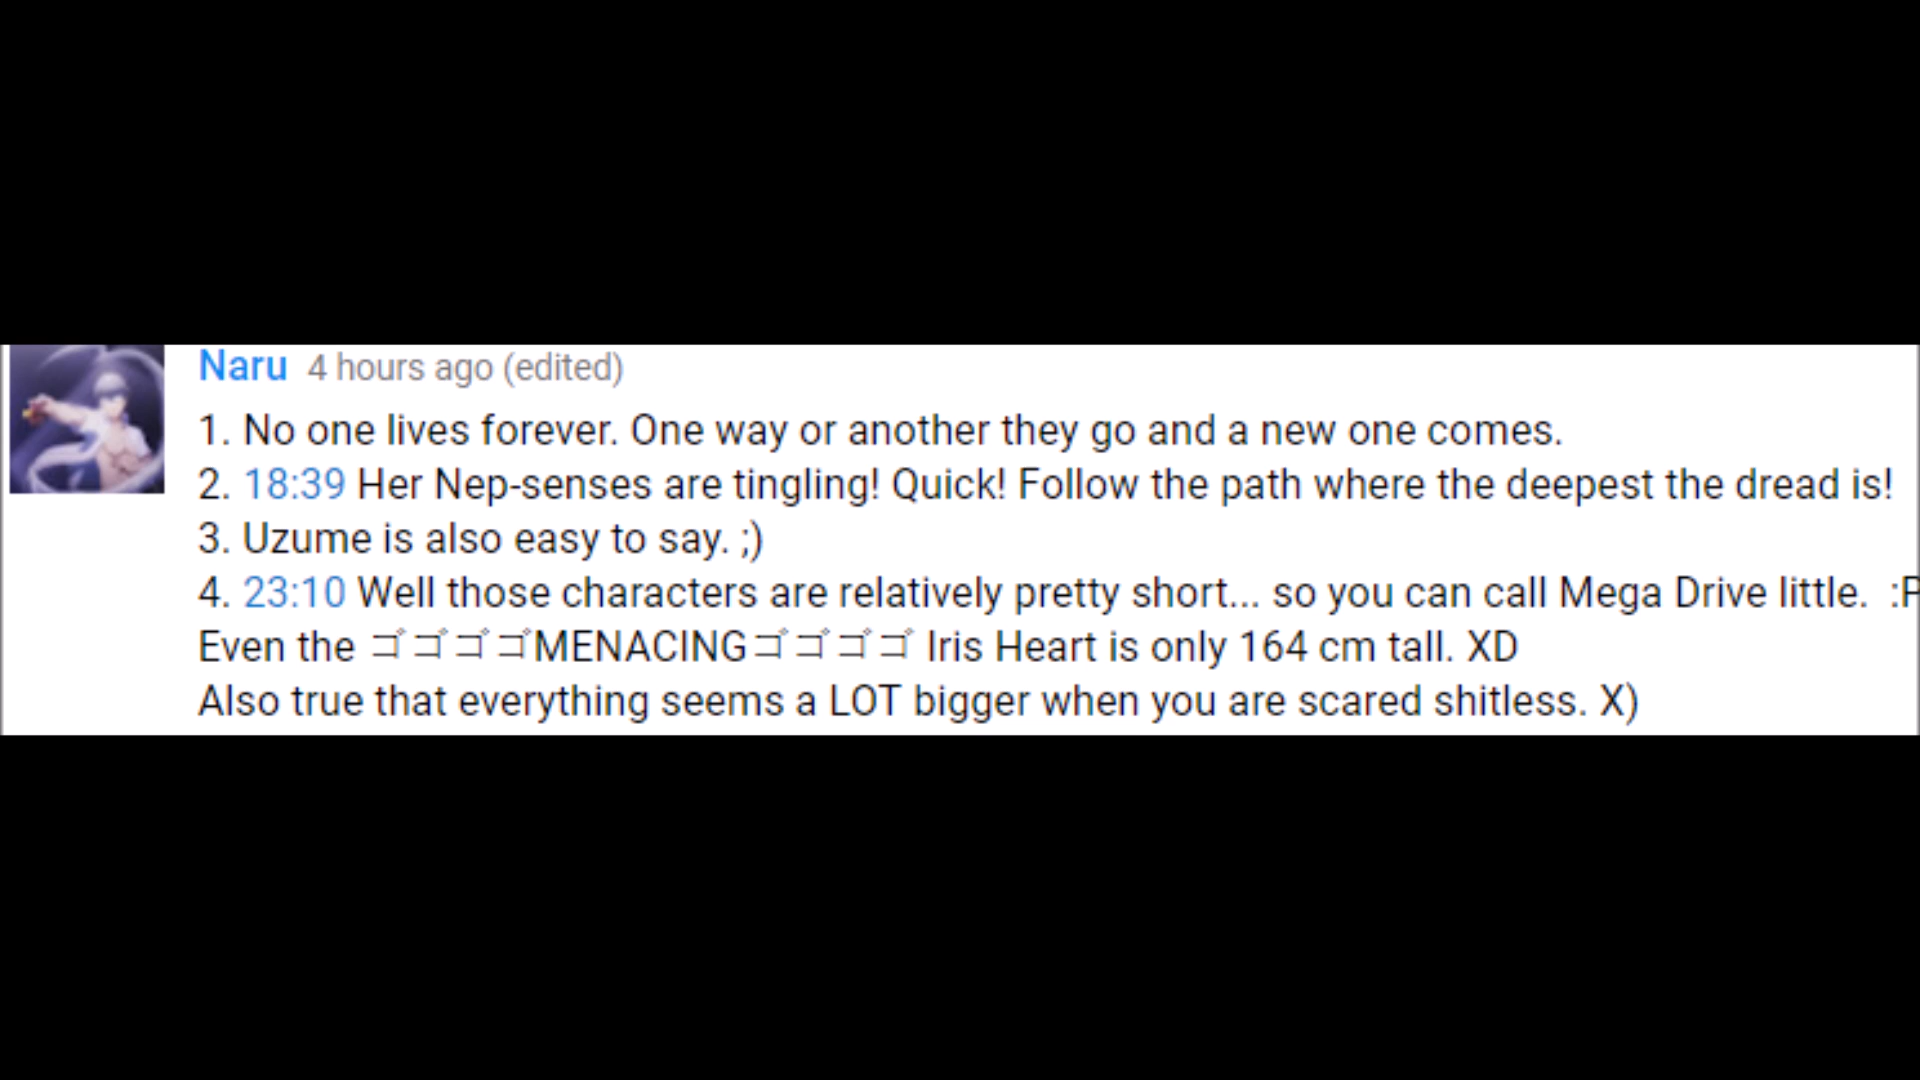 Naru 4 hours ago (edited)
1. No one lives forever. One way or another they go and a new one comes.
2. 18:39 Her Nep-senses are tingling! Quick! Follow the path where the deepest the dread is!
3. Uzume is also easy to say. ;)
4. 23:10 Well those characters are relatively pretty short... so you can call Mega Drive little. :P
Even the ゴゴゴゴMENACINGゴゴゴゴ Iris Heart is only 164 cm tall. XD
Also true that everything seems a LOT bigger when you are scared shitless. X)